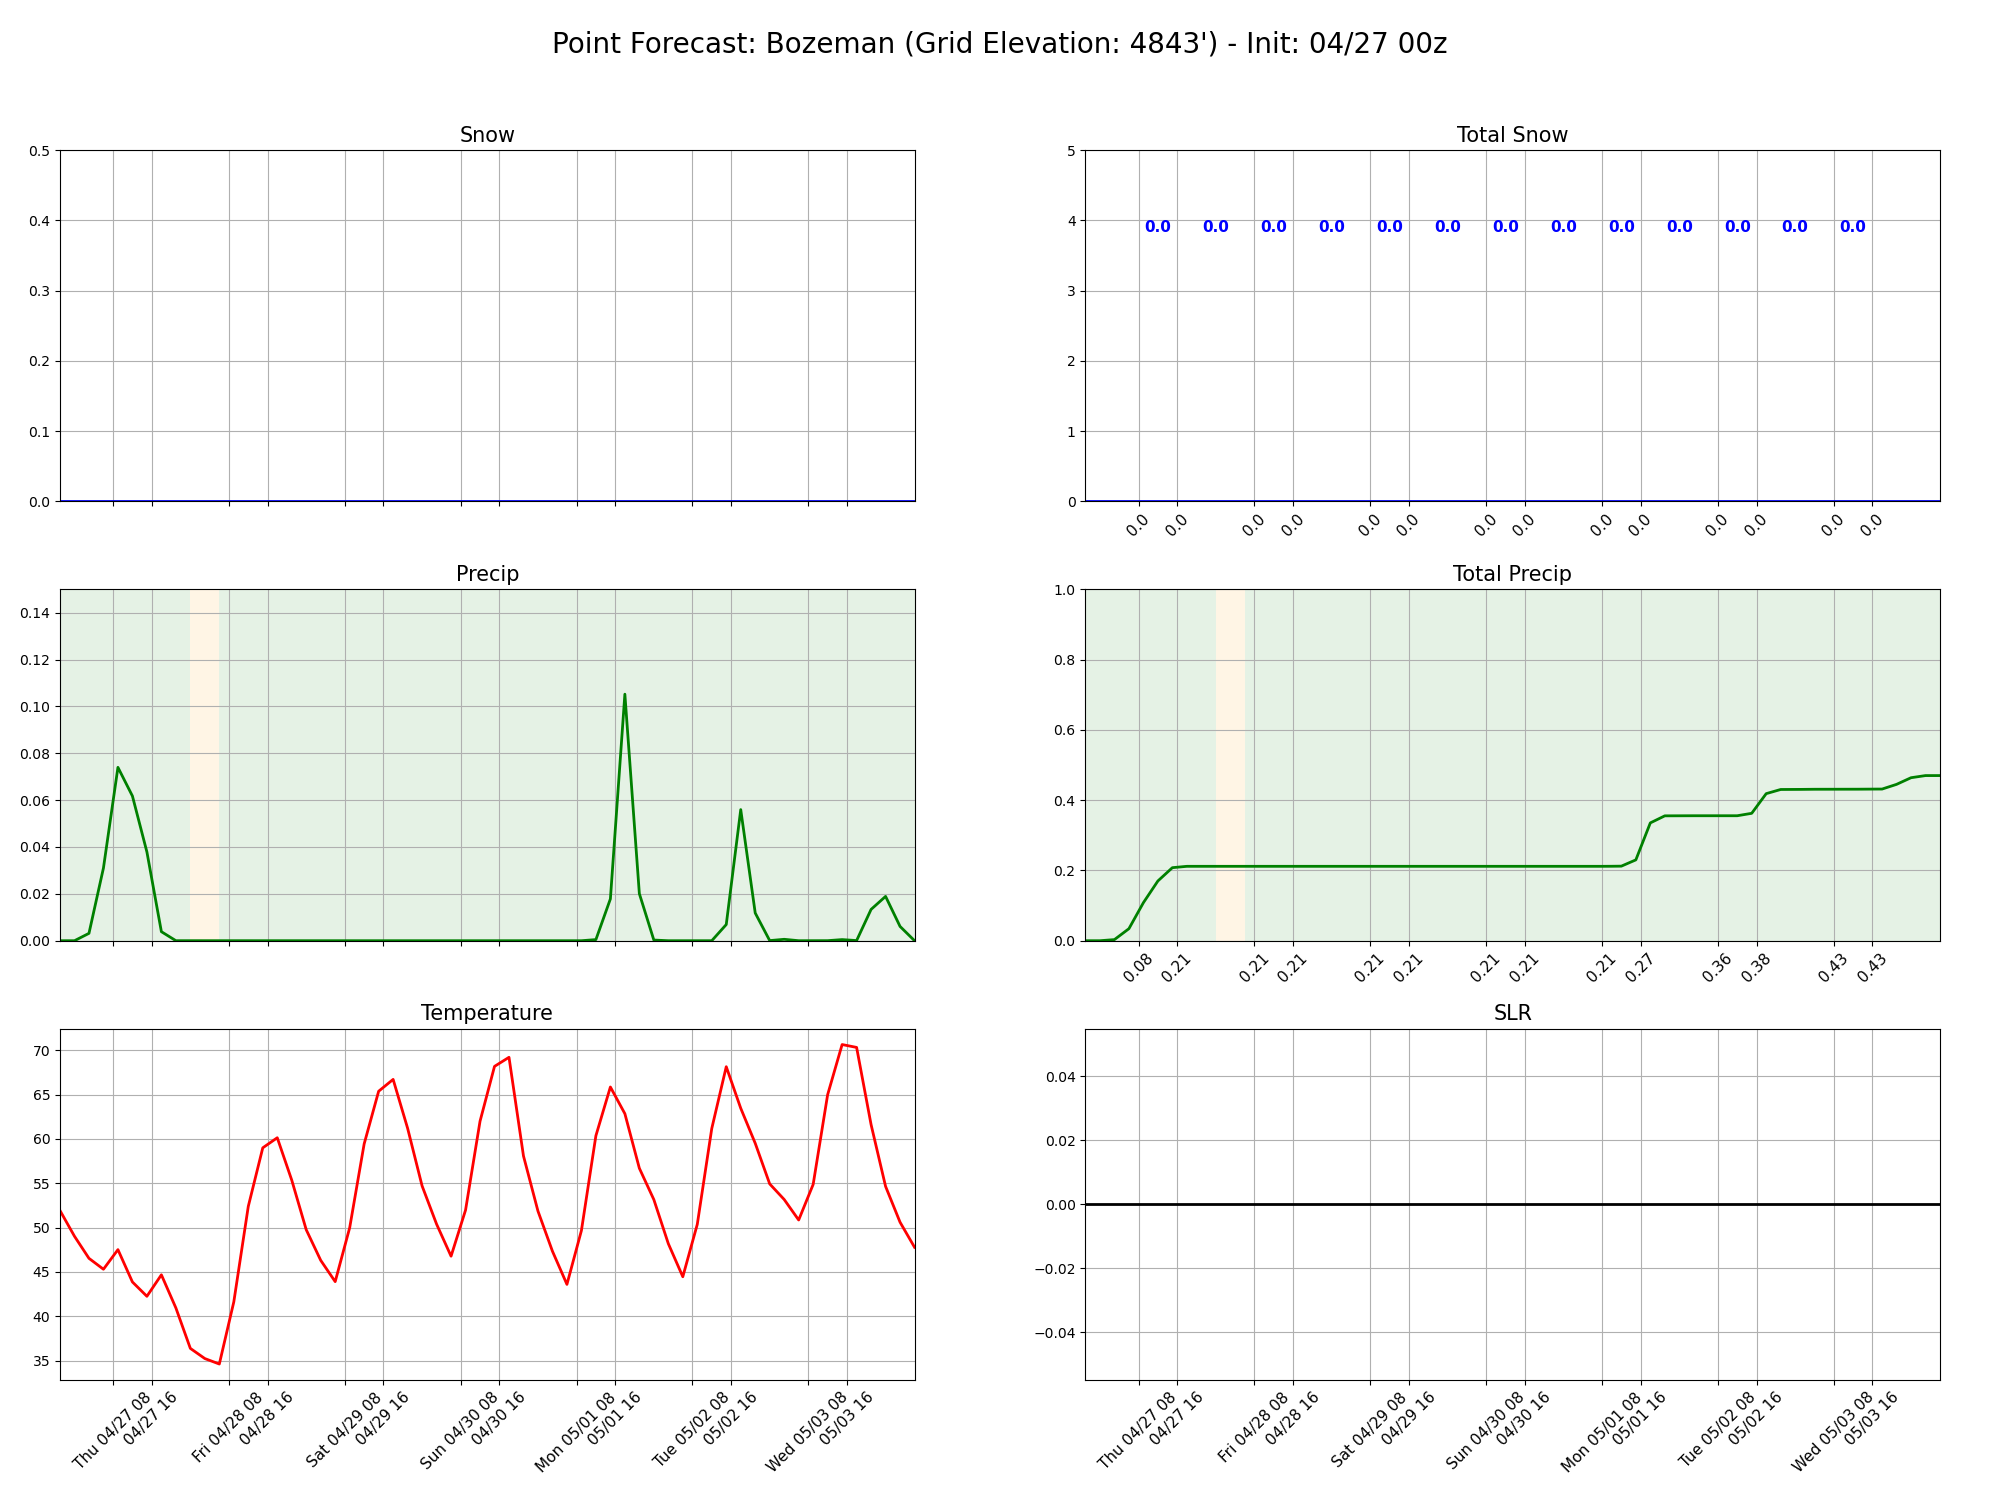 Point Forecast: Bozeman (Grid Elevation: 4843') - Init: 04/27 00z
Snow
0.5
0.4
0.3
0.2
0.1
0.0
Total Snow
5
4
3
2
1
0
0.0 0.0 0.0 0.0 0.0 0.0 0.0 0.0 0.0 0.0 0.0 0.0 0.0
0.0 0.0 0.0 0.0 0.0 0.0 0.0 0.0 0.0 0.0 0.0 0.0 0.0 0.0
Precip
0.14
0.12
0.10
0.08
0.06
0.04
0.02
0.00
Total Precip
1.0
0.8
0.6
0.4
0.2
0.0
0.08 0.21 0.21 0.21 0.21 0.21 0.21 0.21 0.21 0.27 0.36 0.38 0.43 0.43
Temperature
70
65
60
55
50
45
40
35
Thu 04/27 08
04/27 16
Fri 04/28 08
04/28 16
Sat 04/29 08
04/29 16
Sun 04/30 08
04/30 16
Mon 05/01 08
05/01 16
Tue 05/02 08
05/02 16
Wed 05/03 08
05/03 16
SLR
0.04
0.02
0.00
−0.02
−0.04
Thu 04/27 08
04/27 16
Fri 04/28 08
04/28 16
Sat 04/29 08
04/29 16
Sun 04/30 08
04/30 16
Mon 05/01 08
05/01 16
Tue 05/02 08
05/02 16
Wed 05/03 08
05/03 16